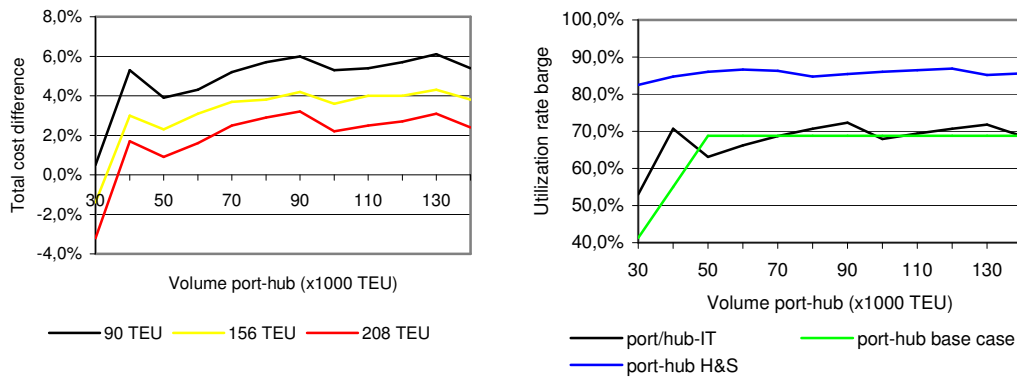 8,0%
6,0%
4,0%
2,0%
0,0%
-2,0%
-4,0%
Total cost difference
30 50 70 90 110 130
Volume port-hub (x1000 TEU)
90 TEU 156 TEU 208 TEU
100,0%
90,0%
80,0%
70,0%
60,0%
50,0%
40,0%
Utilization rate barge
30 50 70 90 110 130
Volume port-hub (x1000 TEU)
port/hub-IT port-hub base case
port-hub H&S